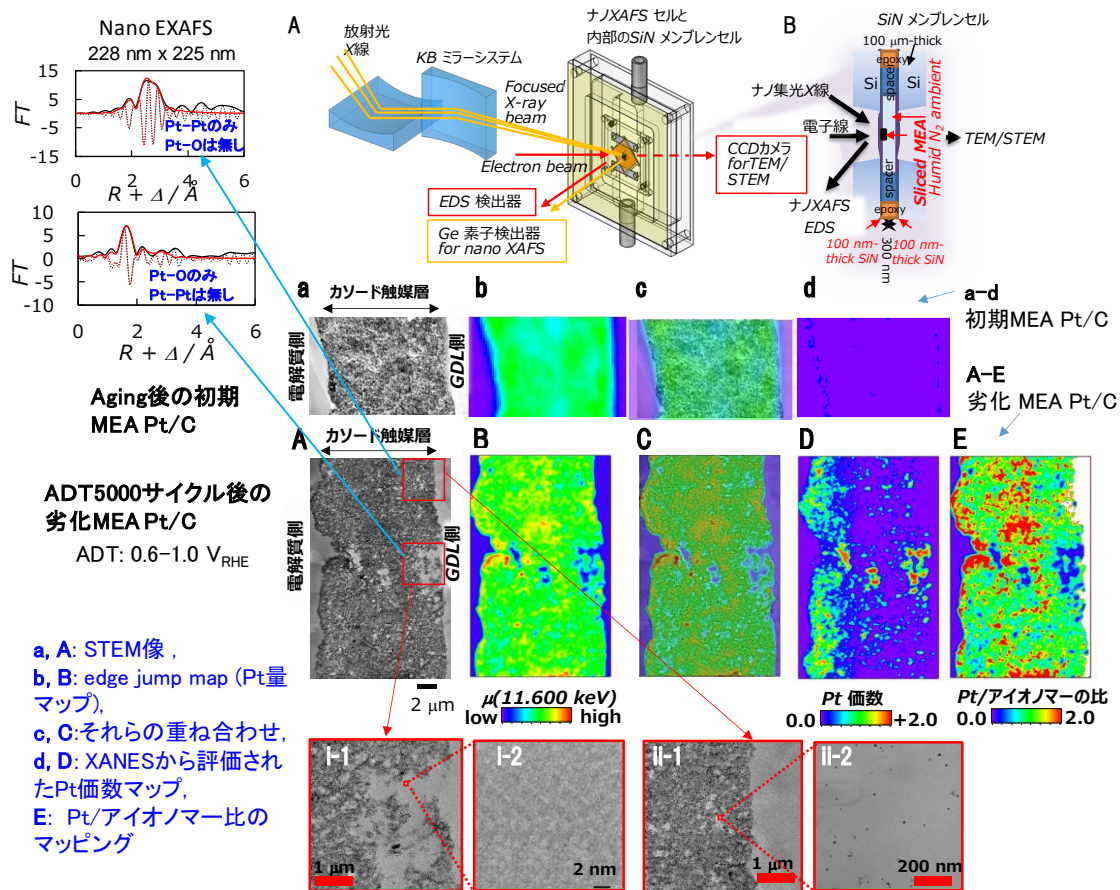 Nano EXAFS
228 nm x 225 nm
15
5
-5
-15
FT
Pt-Ptのみ
Pt-Oは無し
0
2
4
6
R + Δ/Å
10
5
0
-5
-10
FT
Pt-Oのみ
Pt-Ptは無し
0
2
4
6
R + Δ/Å
A
放射光
X線
KB ミラーシステム
Focused
X-ray
beam
Electron beam
EDS 検出器
Ge 素子検出器
for nano XAFS
ナノXAFS セルと
内部のSiN メンブレンセル
CCDカメラ
forTEM/
STEM
B
SiN メンブレンセル
100 μm-thick
epoxy
Si
spacer
Si
ナノ集光X線
電子線
Sliced MEA
Humid N2 ambient
TEM/STEM
spacer
ナノXAFS
EDS
epoxy
100 nm-
thick SiN
300 nm
100 nm-
thick SiN
a
カソード触媒層
b
c
d
電解質側
GDL側
a-d
初期MEA Pt/C
Aging後の初期
MEA Pt/C
A-E
劣化 MEA Pt/C
A
カソード触媒層
B
C
D
E
電解質側
GDL側
ADT5000サイクル後の
劣化MEA Pt/C
ADT: 0.6-1.0 VRHE
2 μm
μ(11.600 keV)
low
high
Pt 価数
0.0
+2.0
Pt/アイオノマーの比
0.0
2.0
a, A: STEM像 ,
b, B: edge jump map (Pt量
マップ),
c, C:それらの重ね合わせ,
d, D: XANESから評価され
たPt価数マップ,
E: Pt/アイオノマー比の
マッピング
i-1
1 μm
i-2
2 nm
ii-1
1 μm
ii-2
200 nm